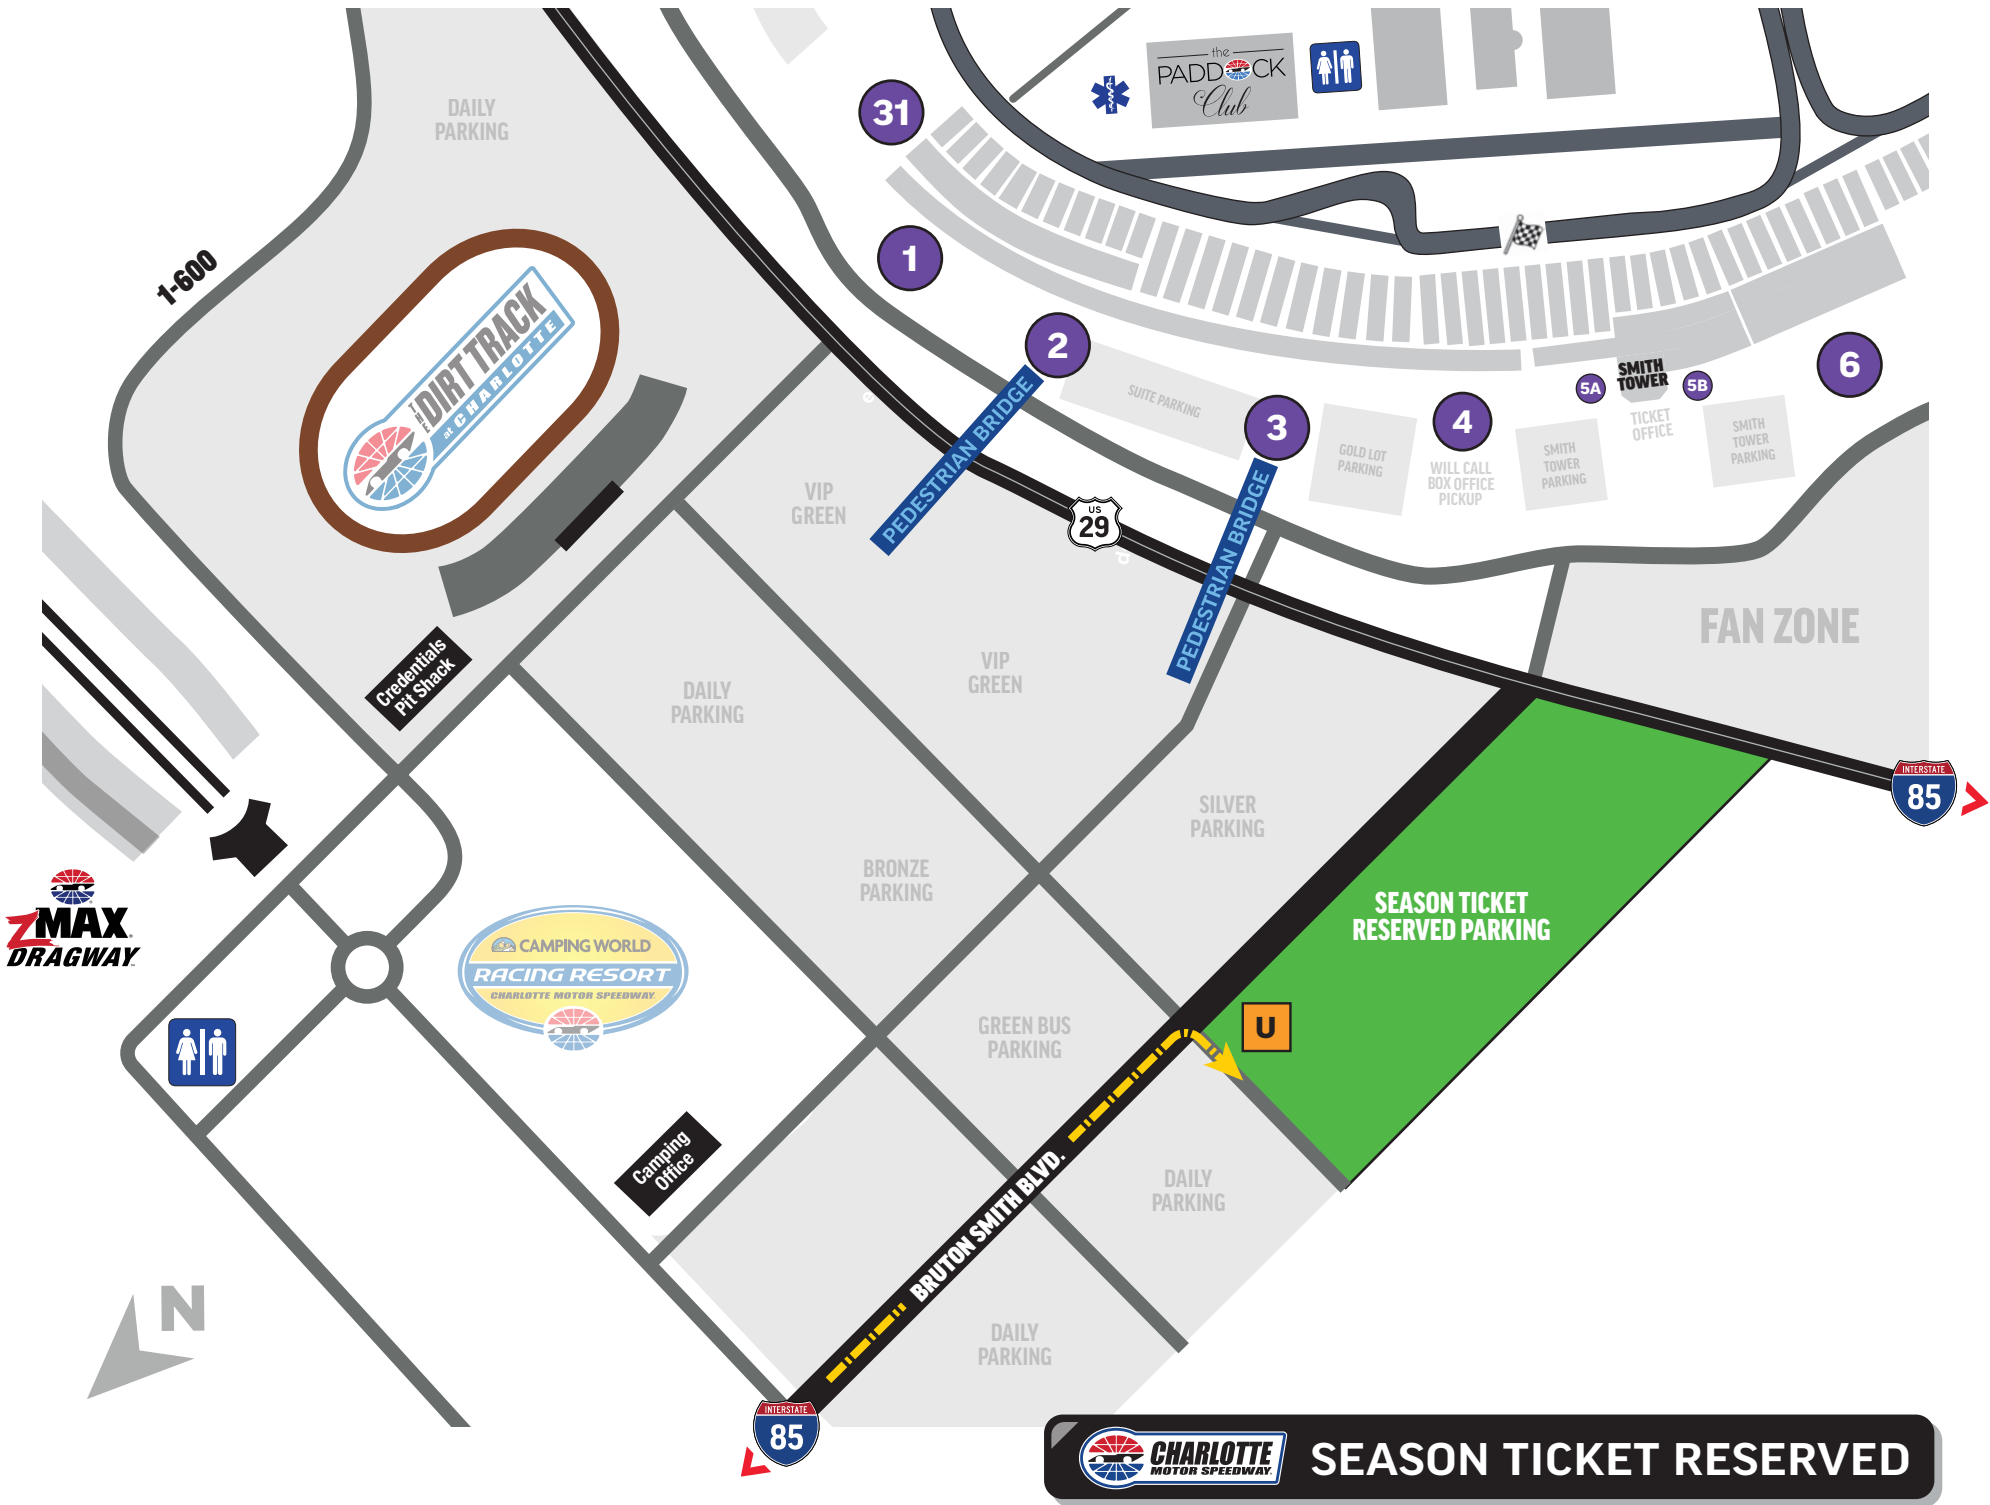 DAILY
PARKING
the
PADDOCK
Club
31
1
1-600
THE DIRT TRACK
at CHARLOTTE
2
PEDESTRIAN BRIDGE
SUITE PARKING
3
PEDESTRIAN BRIDGE
GOLD LOT
PARKING
4
WILL CALL
BOX OFFICE
PICKUP
5A
SMITH
TOWER
5B
TICKET
OFFICE
6
SMITH
TOWER
PARKING
SMITH
TOWER
PARKING
e
VIP
GREEN
US
29
d
FAN ZONE
Credentials
Pit Shack
VIP
GREEN
DAILY
PARKING
INTERSTATE
85
SILVER
PARKING
BRONZE
PARKING
SEASON TICKET
RESERVED PARKING
ZMAX
DRAGWAY
CAMPING WORLD
RACING RESORT
CHARLOTTE MOTOR SPEEDWAY
GREEN BUS
PARKING
U
Camping
Office
DAILY
PARKING
BRUTON SMITH BLVD.
N
DAILY
PARKING
INTERSTATE
85
CHARLOTTE
MOTOR SPEEDWAY
SEASON TICKET RESERVED